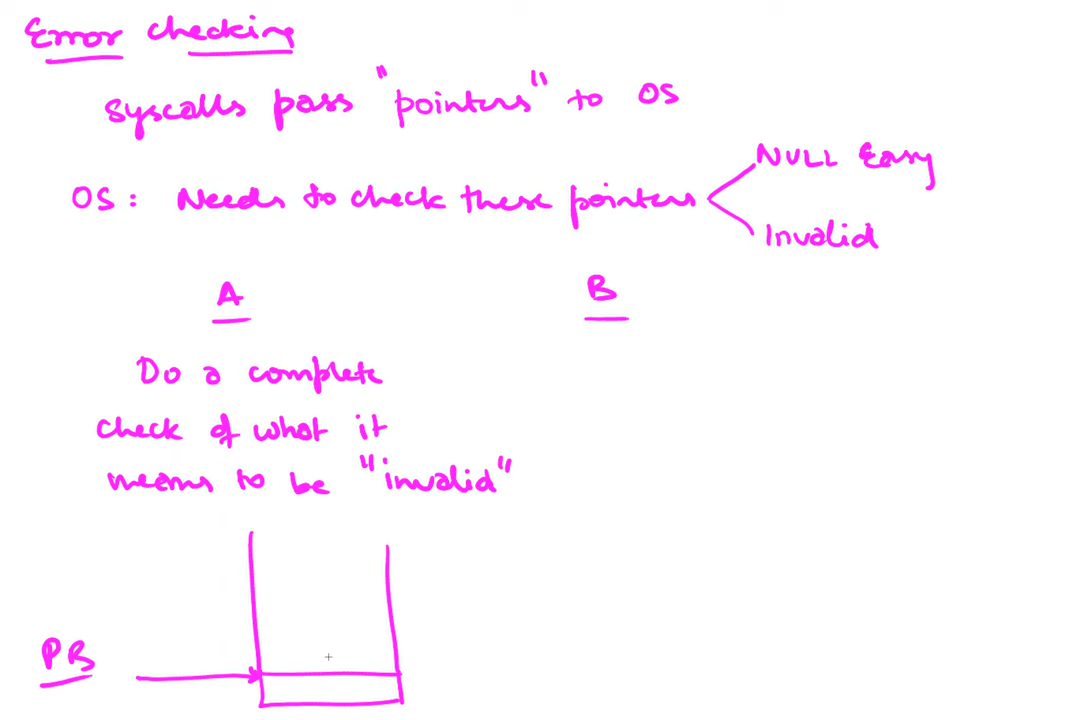 Error checking
Syscalls pass "pointers" to OS
OS: Needs to check these pointers
NULL Easy
Invalid
A
B
Do a complete
check of what it
means to be "invalid"
PB